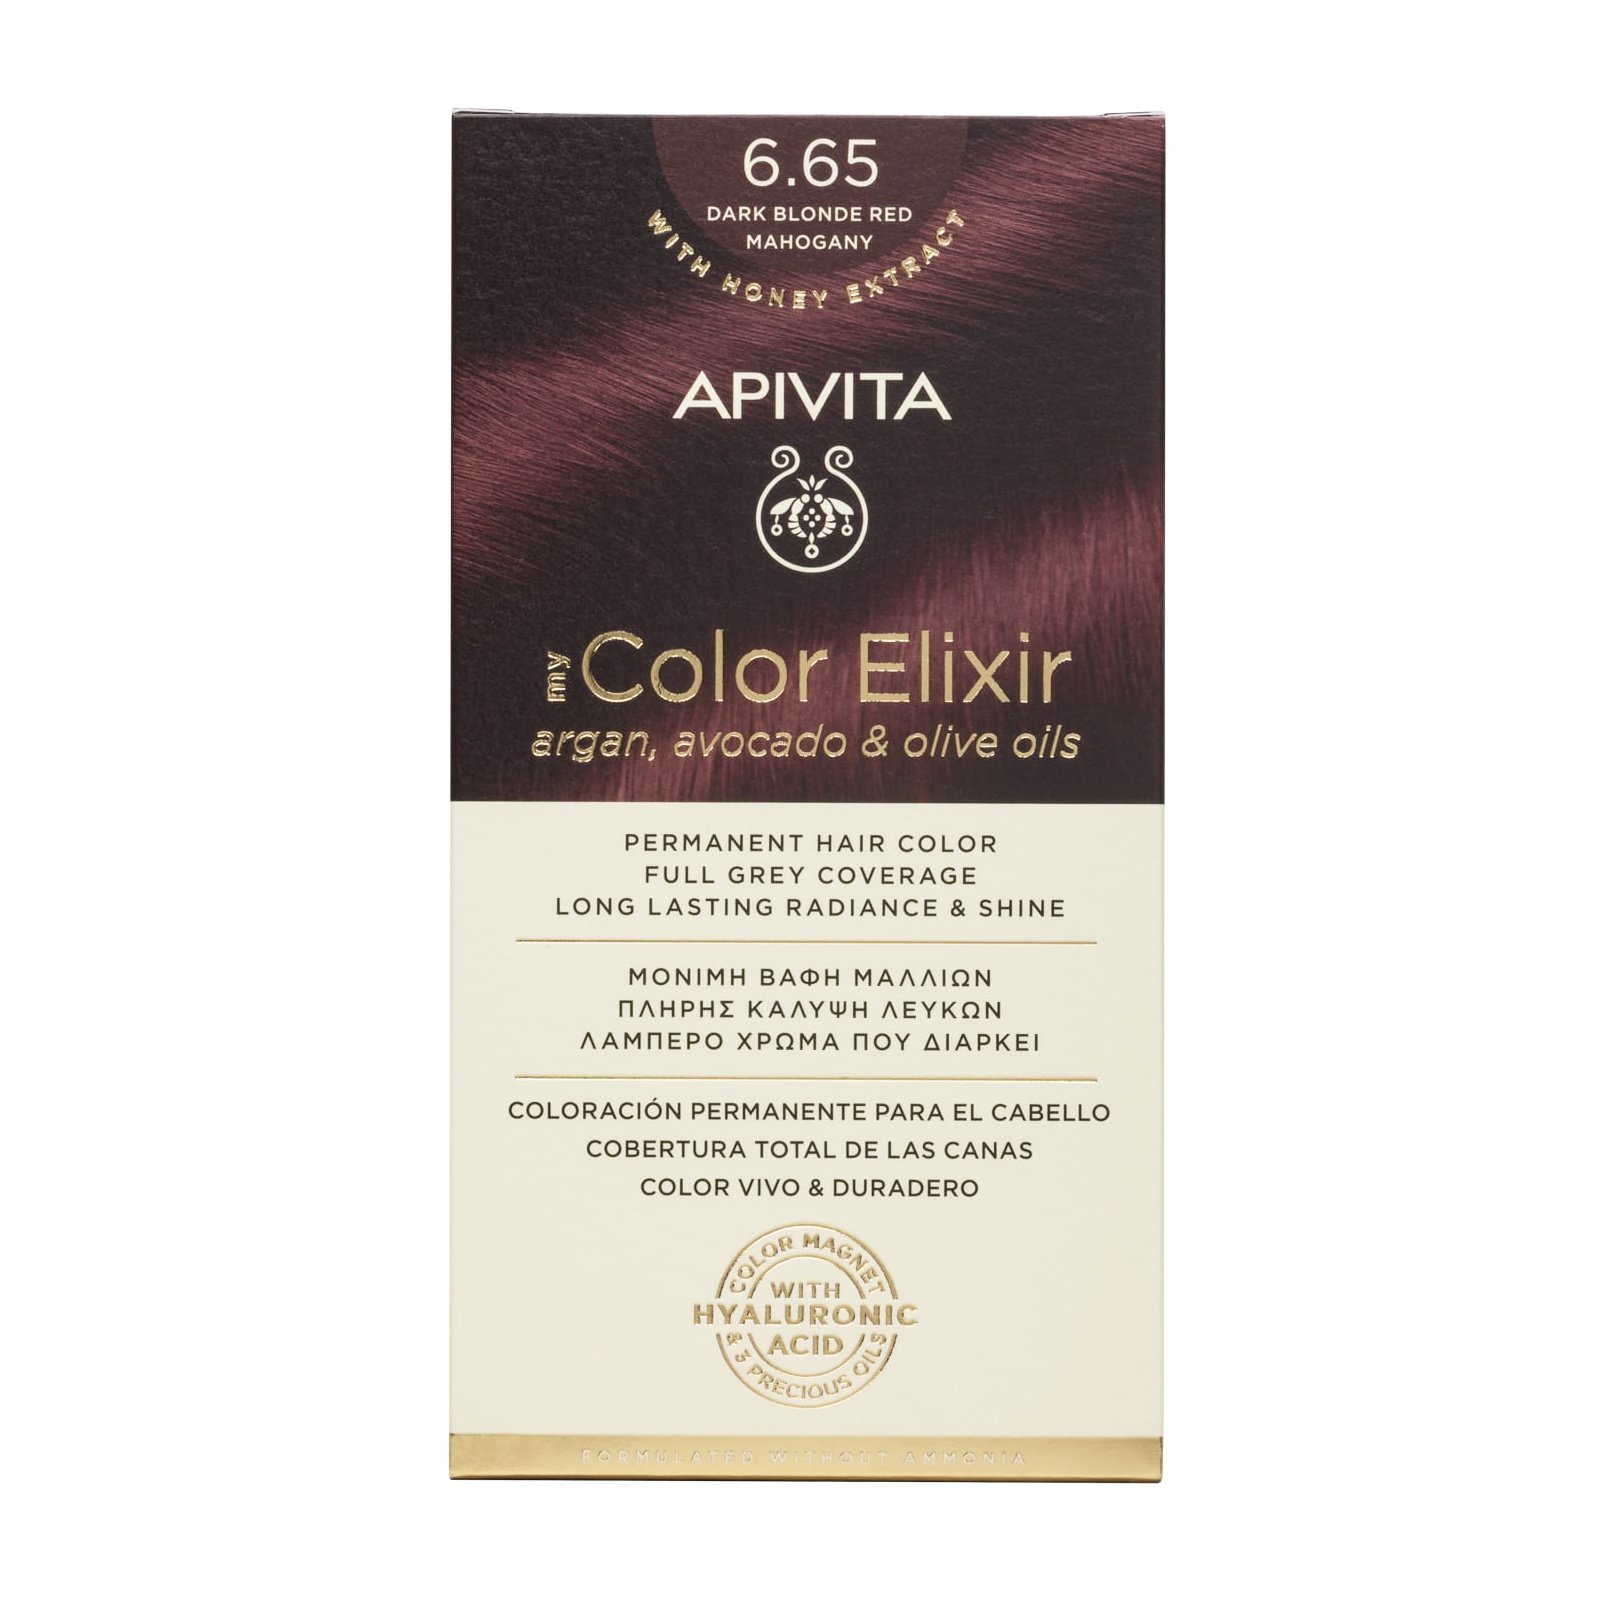 6.65
DARK BLONDE RED
MAHOGANY
WITH HONEY EXTRACT
APIVITA
my Color Elixir
argan, avocado & olive oils
PERMANENT HAIR COLOR
FULL GREY COVERAGE
LONG LASTING RADIANCE & SHINE
ΜΟΝΙΜΗ ΒΑΦΗ ΜΑΛΛΙΩΝ
ΠΛΗΡΗΣ ΚΑΛΥΨΗ ΛΕΥΚΩΝ
ΛΑΜΠΕΡΟ ΧΡΩΜΑ ΠΟΥ ΔΙΑΡΚΕΙ
COLORACIÓN PERMANENTE PARA EL CABELLO
COBERTURA TOTAL DE LAS CANAS
COLOR VIVO & DURADERO
COLOR MAGNET
WITH
HYALURONIC
ACID
& 3 PRECIOUS OILS
FORMULATED WITHOUT AMMONIA